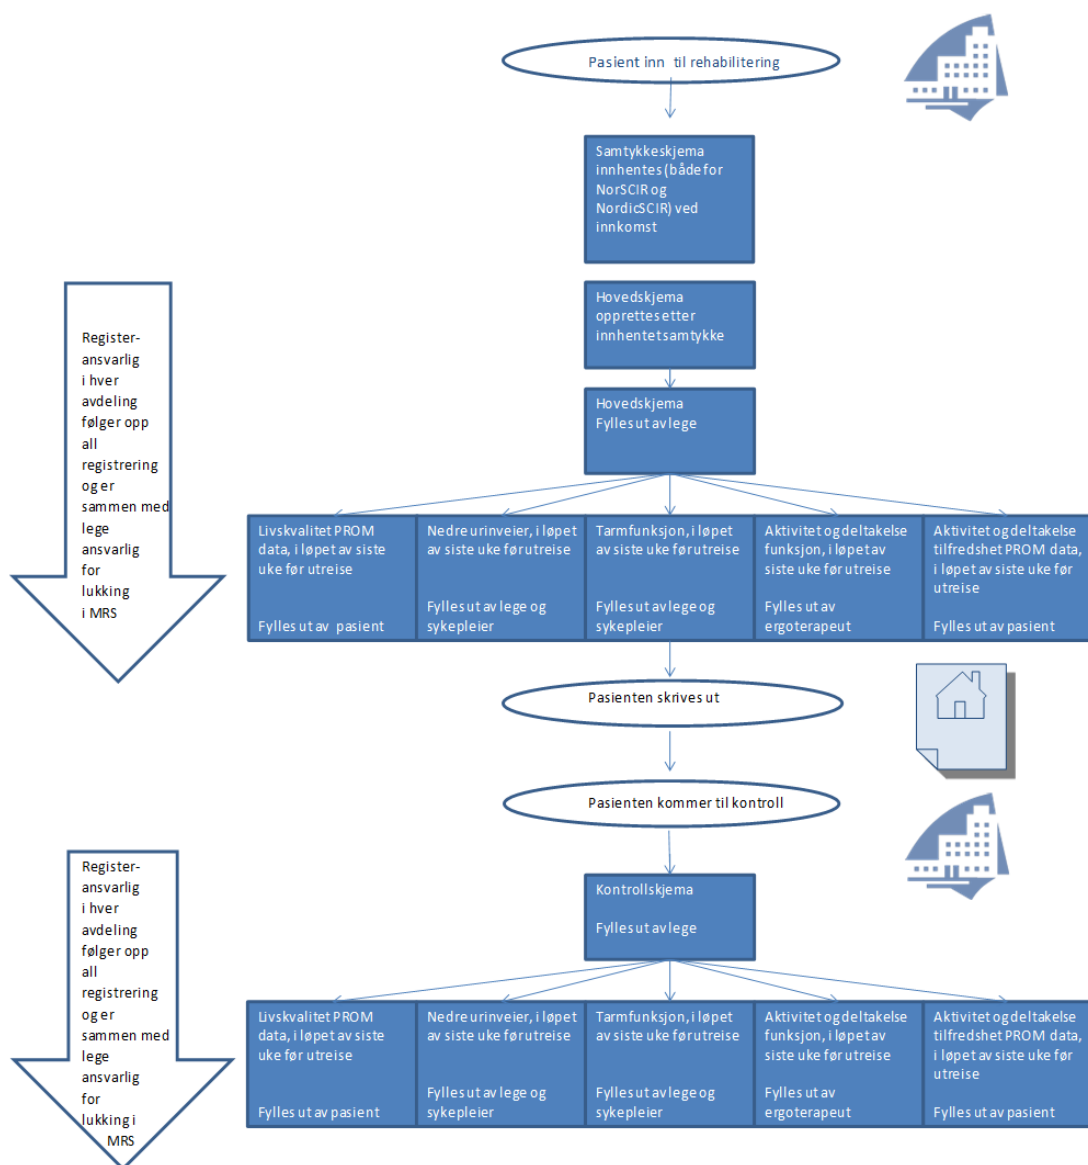 Pasient inn til rehabilitering
Samtykkeskjema
innhentes (både for
NorSCIR og
NordicSCIR) ved
innkomst
Hovedskjema
opprettes etter
innhentet samtykke
Hovedskjema
Fylles ut av lege
Register-
ansvarlig
i hver
avdeling
følger opp
all
registrering
og er
sammen med
lege
ansvarlig
for
lukking
i MRS
Livskvalitet PROM
data, i løpet av siste
uke før utreise
Fylles ut av pasient
Nedre urinveier, i løpet
av siste uke før utreise
Fylles ut av lege og
sykepleier
Tarmfunksjon, i løpet
av siste uke før utreise
Fylles ut av lege og
sykepleier
Aktivitet og deltakelse
funksjon, i løpet av
siste uke før utreise
Fylles ut av
ergoterapeut
Aktivitet og deltakelse
tilfredshet PROM data,
i løpet av siste uke før
utreise
Fylles ut av pasient
Pasienten skrives ut
Pasienten kommer til kontroll
Kontrollskjema
Fylles ut av lege
Register-
ansvarlig
i hver
avdeling
følger opp
all
registrering
og er
sammen med
lege
ansvarlig
for
lukking i
MRS
Livskvalitet PROM
data, i løpet av siste
uke før utreise
Fylles ut av pasient
Nedre urinveier, i løpet
av siste uke før utreise
Fylles ut av lege og
sykepleier
Tarmfunksjon, i løpet
av siste uke før utreise
Fylles ut av lege og
sykepleier
Aktivitet og deltakelse
funksjon, i løpet av
siste uke før utreise
Fylles ut av
ergoterapeut
Aktivitet og deltakelse
tilfredshet PROM data,
i løpet av siste uke før
utreise
Fylles ut av pasient